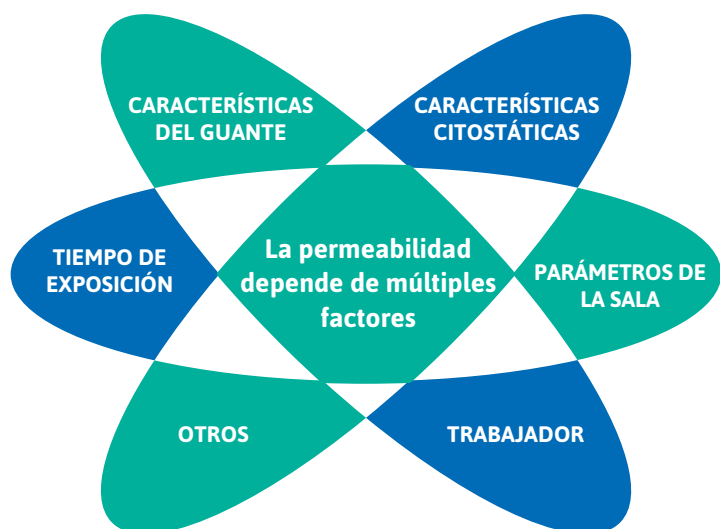 CARACTERÍSTICAS
DEL GUANTE
CARACTERÍSTICAS
CITOSTÁTICAS
TIEMPO DE
EXPOSICIÓN
La permeabilidad
depende de múltiples
factores
PARÁMETROS DE
LA SALA
OTROS
TRABAJADOR